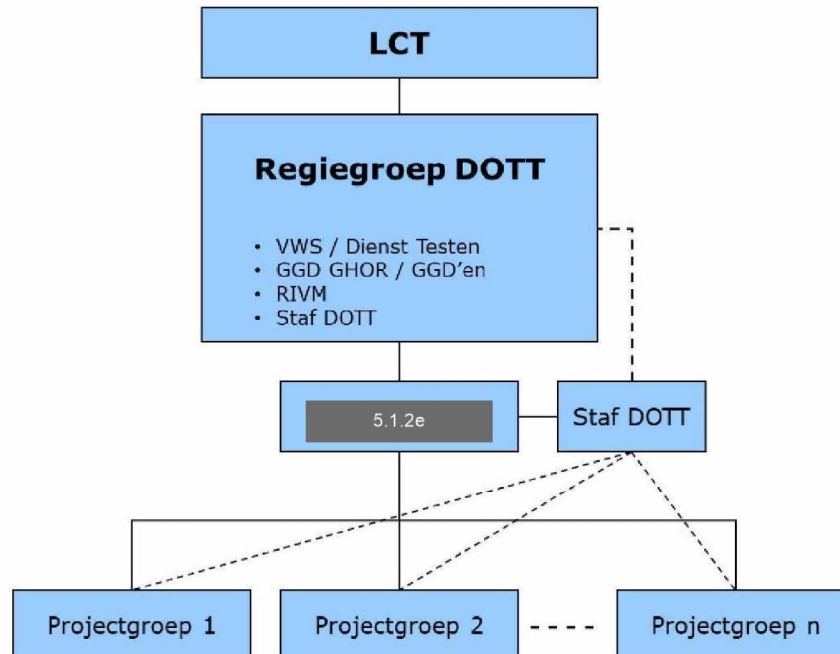 LCT
Regiegroep DOTT
• VWS / Dienst Testen
• GGD GHOR / GGD'en
• RIVM
• Staf DOTT
5.1.2e
Staf DOTT
Projectgroep 1
Projectgroep 2
Projectgroep n